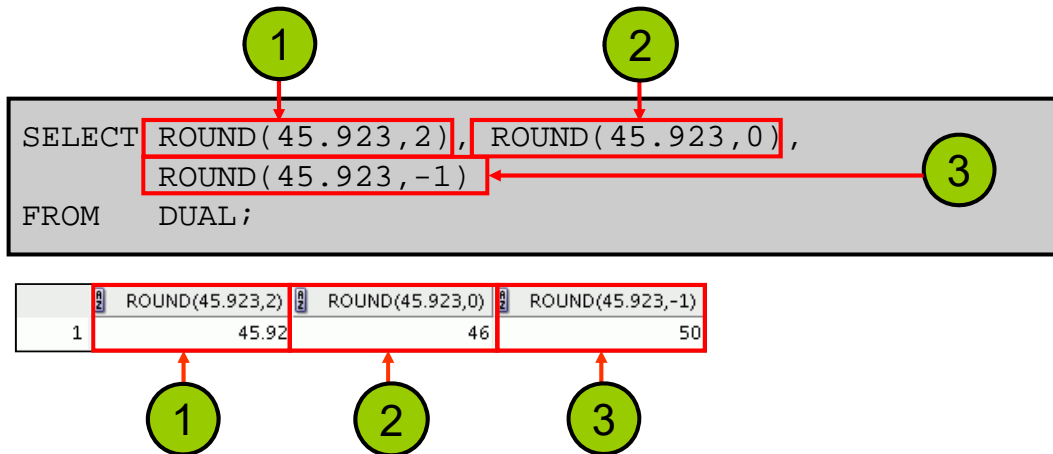 1 2
SELECT ROUND(45.923,2), ROUND(45.923,0),
ROUND(45.923,-1) 3
FROM DUAL;
ROUND(45.923,2) ROUND(45.923,0) ROUND(45.923,-1)
1 45.92 46 50
1 2 3